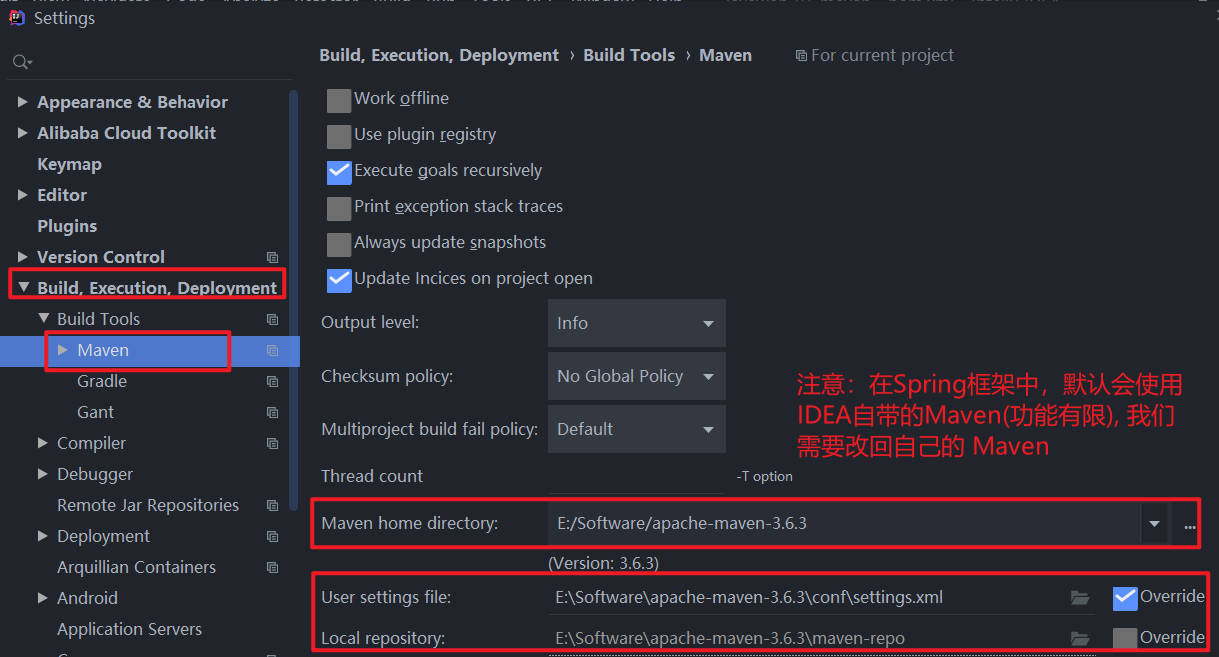 Settings
Build, Execution, Deployment › Build Tools › Maven For current project
Appearance & Behavior
Alibaba Cloud Toolkit
Keymap
Editor
Plugins
Version Control
Build, Execution, Deployment
Build Tools
Maven
Gradle
Gant
Compiler
Debugger
Remote Jar Repositories
Deployment
Arquillian Containers
Android
Application Servers
Work offline
Use plugin registry
Execute goals recursively
Print exception stack traces
Always update snapshots
Update Incices on project open
Output level: Info
Checksum policy: No Global Policy
Multiproject build fail policy: Default
Thread count -T option
注意：在Spring框架中，默认会使用
IDEA自带的Maven(功能有限), 我们
需要改回自己的 Maven
Maven home directory: E:/Software/apache-maven-3.6.3 ...
(Version: 3.6.3)
User settings file: E:\Software\apache-maven-3.6.3\conf\settings.xml Override
Local repository: E:\Software\apache-maven-3.6.3\maven-repo Override